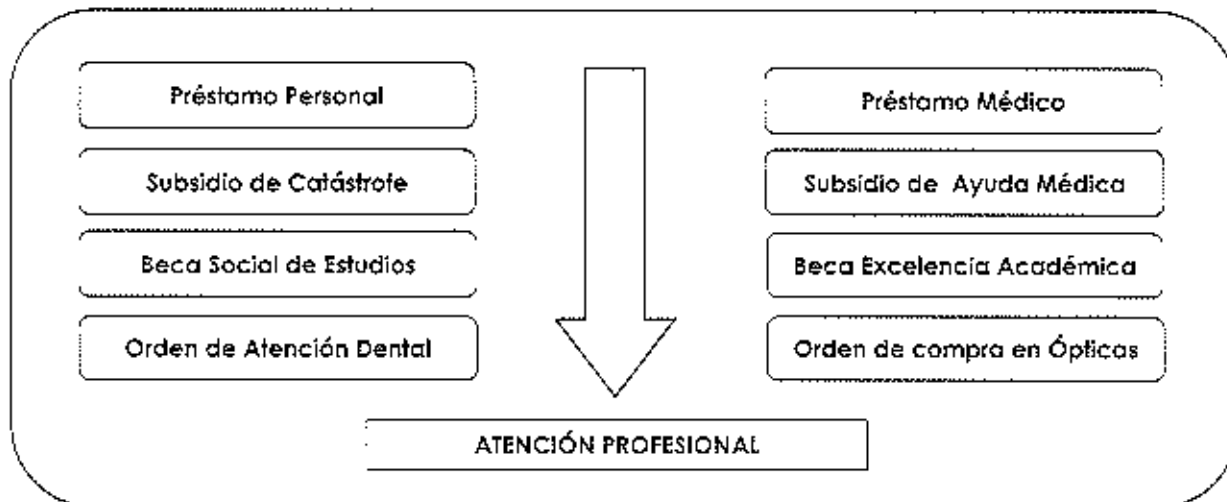 Préstamo Personal
Préstamo Médico
Subsidio de Catástrofe
Subsidio de Ayuda Médica
Beca Social de Estudios
Beca Excelencia Académica
Orden de Atención Dental
Orden de compra en Ópticas
ATENCIÓN PROFESIONAL